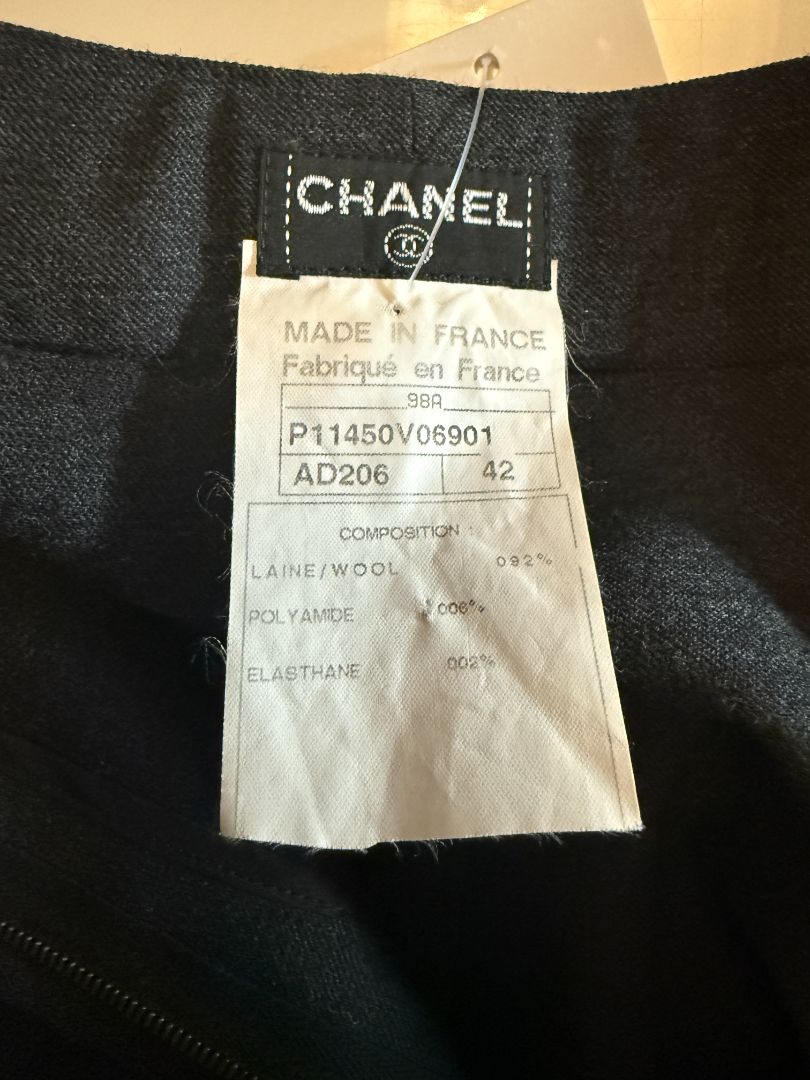 CHANEL
MADE IN FRANCE
Fabriqué en France
98A
P11450V06901
AD206 42
COMPOSITION :
LAINE/WOOL 092%
POLYAMIDE 006%
ELASTHANE 002%